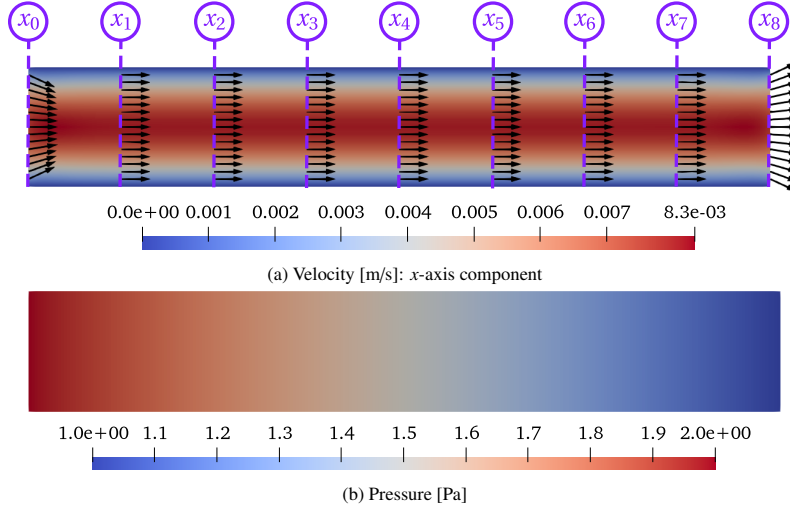 x0 x1 x2 x3 x4 x5 x6 x7 x8
0.0e+00 0.001 0.002 0.003 0.004 0.005 0.006 0.007 8.3e-03
(a) Velocity [m/s]: x-axis component
1.0e+00 1.1 1.2 1.3 1.4 1.5 1.6 1.7 1.8 1.9 2.0e+00
(b) Pressure [Pa]